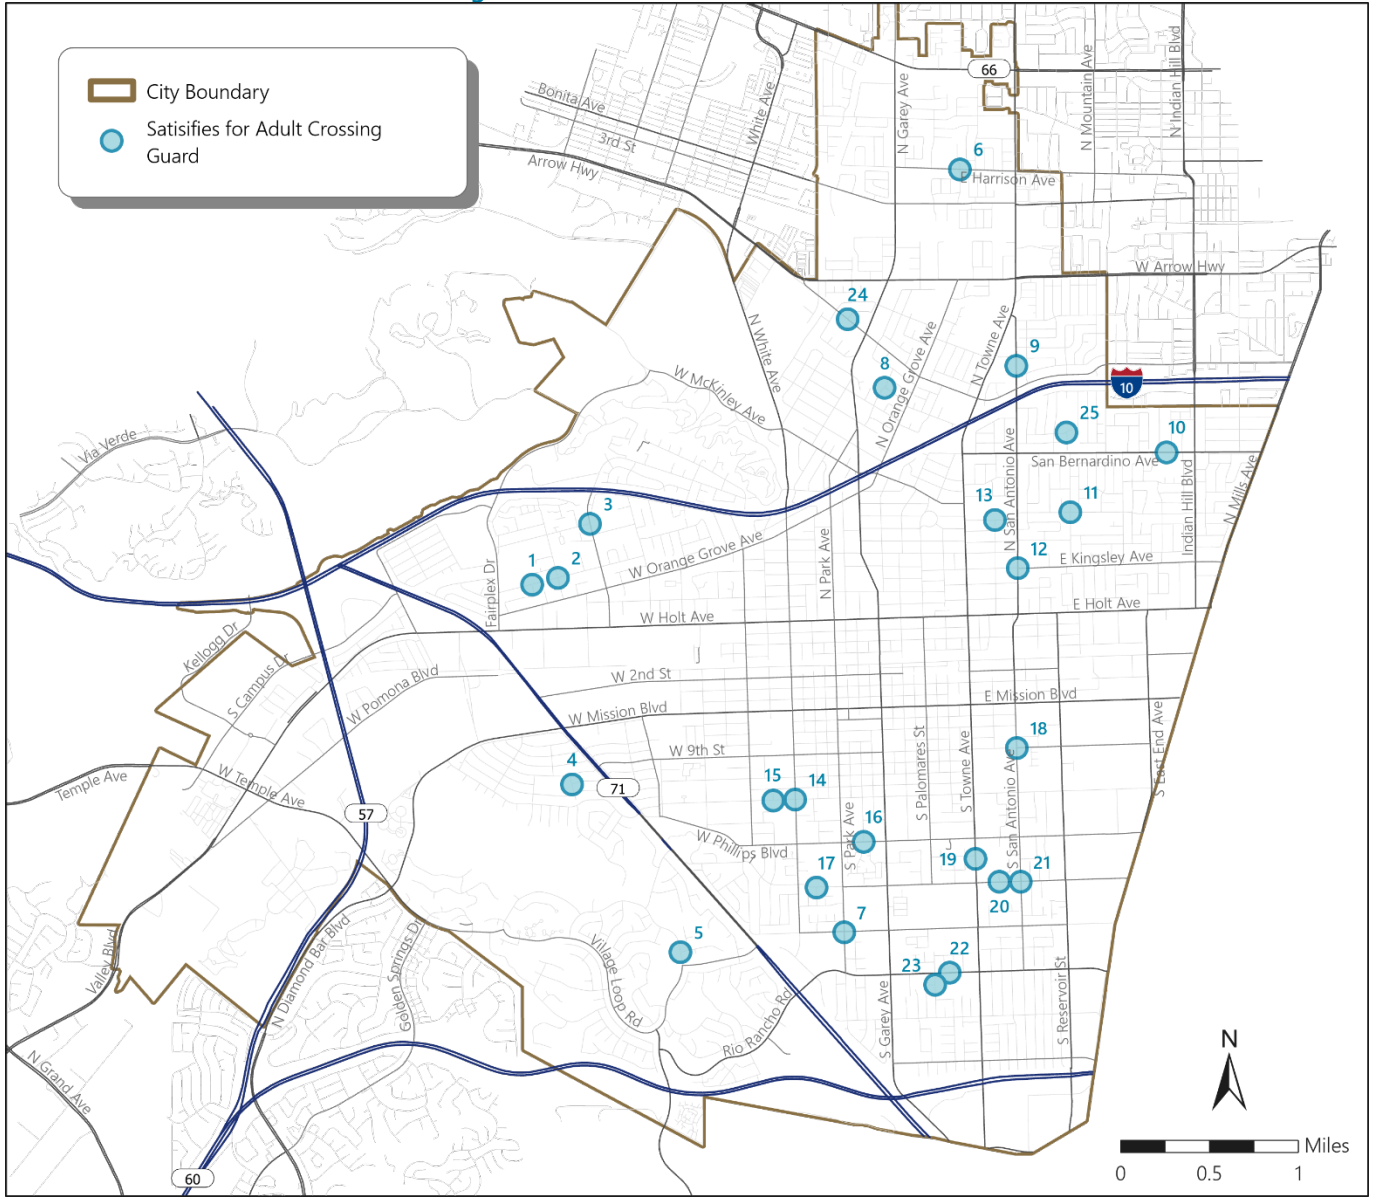 City Boundary
Satisifies for Adult Crossing
Guard
66
Bonita Ave
3rd St
Arrow Hwy
White Ave
N Garey Ave
N Mountain Ave
N Indian Hill Blvd
6
E Harrison Ave
W Arrow Hwy
24
N White Ave
8
N Orange Grove Ave
N Towne Ave
9
10
W McKinley Ave
Via Verde
25
10
San Bernardino Ave
N San Antonio Ave
Indian Hill Blvd
N Mills Ave
3
13
11
1
2
12
W Orange Grove Ave
N Park Ave
E Kingsley Ave
Fairplex Dr
W Holt Ave
E Holt Ave
Kellogg Dr
S Campus Dr
W Pomona Blvd
W 2nd St
W Mission Blvd
E Mission Blvd
18
W 9th St
S Palomares St
S Towne Ave
S San Antonio Ave
S East End Ave
4
71
Temple Ave
W Temple Ave
57
15
14
S Park Ave
16
W Phillips Blvd
19
21
20
17
7
5
Village Loop Rd
22
23
Valley Blvd
N Diamond Bar Blvd
Golden Springs Dr
Rio Rancho Rd
S Garey Ave
S Reservoir St
N Grand Ave
60
N
Miles
0
0.5
1